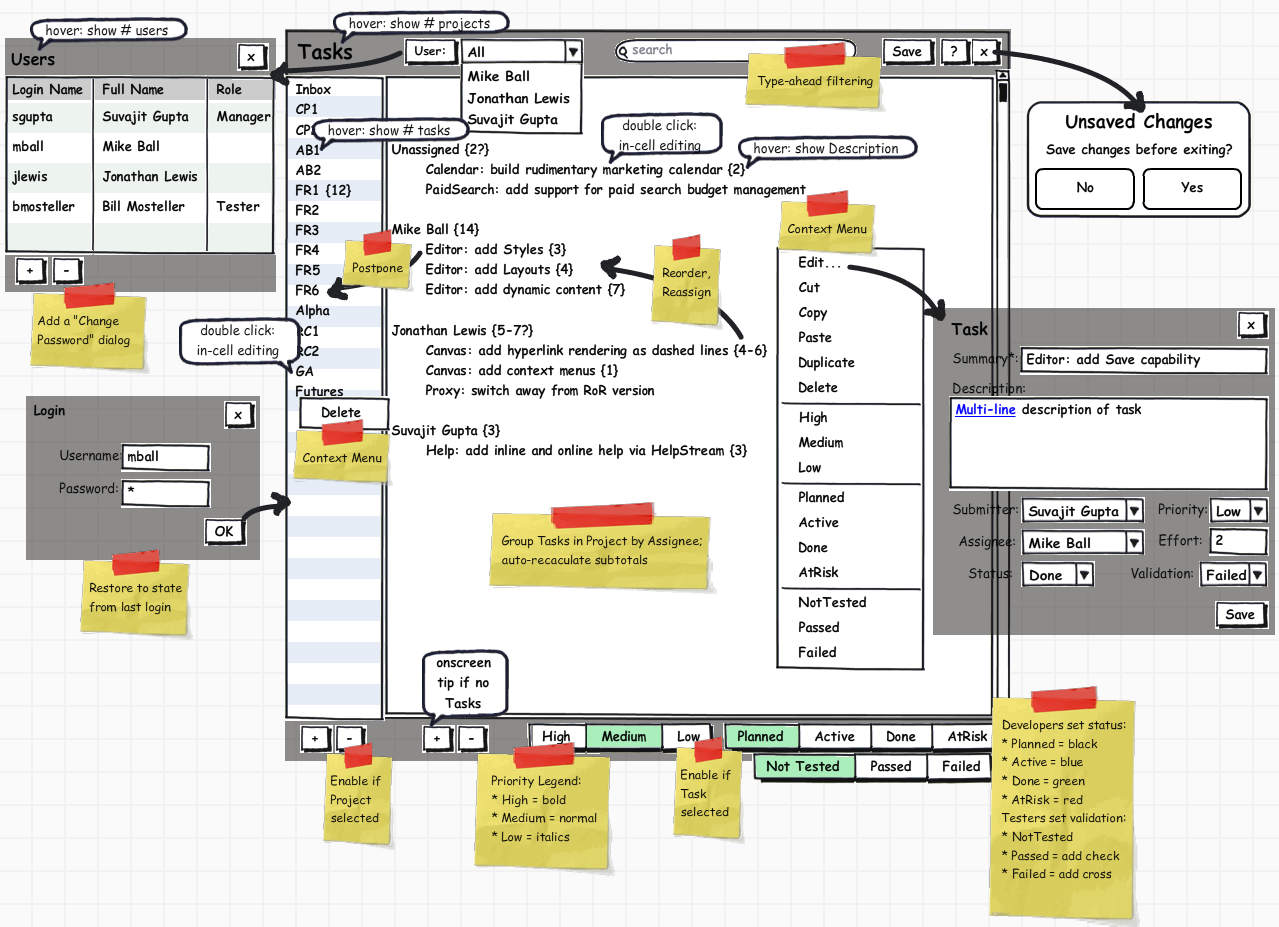 hover: show # users
Users
x
Login Name Full Name Role
sgupta Suvajit Gupta Manager
mball Mike Ball
jlewis Jonathan Lewis
bmosteller Bill Mosteller Tester
+ -
Add a "Change
Password" dialog
Login
x
Username: mball
Password: *
OK
Restore to state
from last login
hover: show # projects
Tasks
User: All
Mike Ball
Jonathan Lewis
Suvajit Gupta
search
Type-ahead filtering
Save ? x
Inbox
CP1
hover: show # tasks
AB1
AB2
FR1 {12}
FR2
FR3
FR4
FR5
FR6
Alpha
RC1
RC2
GA
Futures
double click:
in-cell editing
Delete
Context Menu
Postpone
double click:
in-cell editing
hover: show Description
Unassigned {2?}
Calendar: build rudimentary marketing calendar {2}
PaidSearch: add support for paid search budget management
Mike Ball {14}
Editor: add Styles {3}
Editor: add Layouts {4}
Editor: add dynamic content {7}
Reorder,
Reassign
Jonathan Lewis {5-7?}
Canvas: add hyperlink rendering as dashed lines {4-6}
Canvas: add context menus {1}
Proxy: switch away from RoR version
Suvajit Gupta {3}
Help: add inline and online help via HelpStream {3}
Group Tasks in Project by Assignee;
auto-recaculate subtotals
Context Menu
Edit...
Cut
Copy
Paste
Duplicate
Delete
High
Medium
Low
Planned
Active
Done
AtRisk
NotTested
Passed
Failed
Unsaved Changes
Save changes before exiting?
No Yes
Task
x
Summary*: Editor: add Save capability
Description:
Multi-line description of task
Submitter: Suvajit Gupta Priority: Low
Assignee: Mike Ball Effort: 2
Status: Done Validation: Failed
Save
onscreen
tip if no
Tasks
+ - + -
High Medium Low Planned Active Done AtRisk
Not Tested Passed Failed
Enable if
Project
selected
Priority Legend:
* High = bold
* Medium = normal
* Low = italics
Enable if
Task
selected
Developers set status:
* Planned = black
* Active = blue
* Done = green
* AtRisk = red
Testers set validation:
* NotTested
* Passed = add check
* Failed = add cross